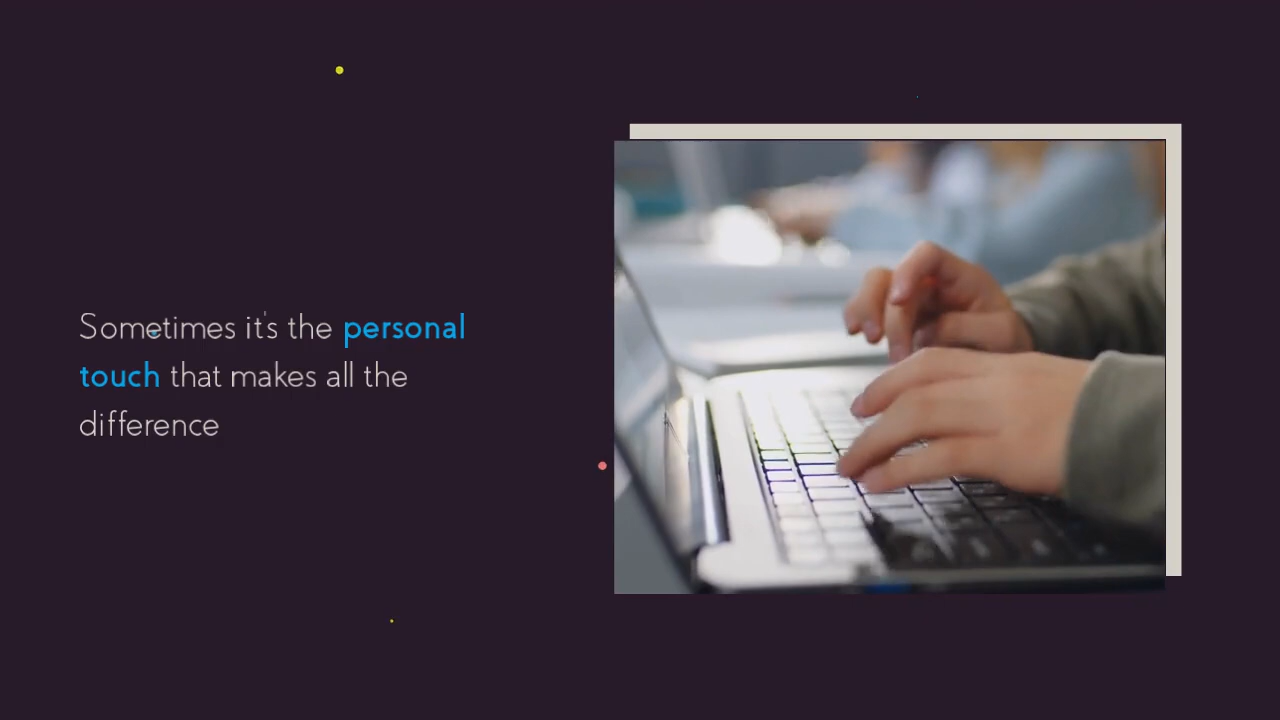 Sometimes it's the personal
touch that makes all the
difference